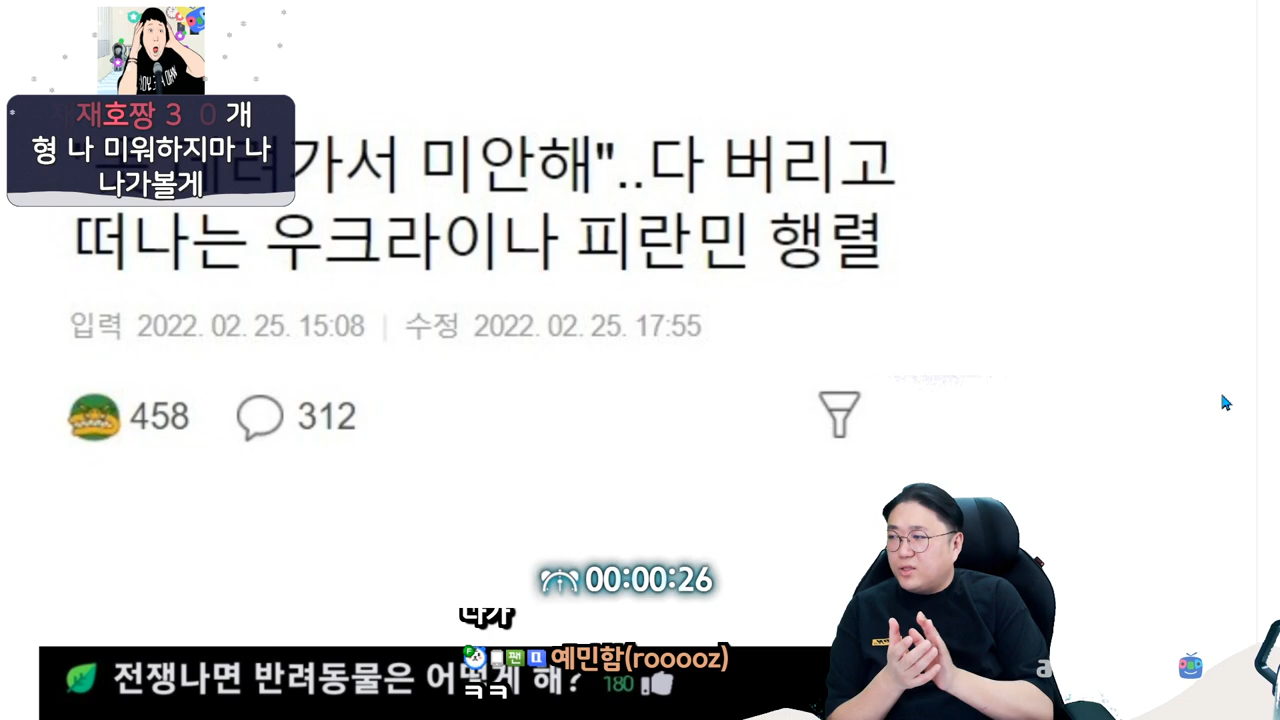 재호짱 3 0 개
형 나 미워하지마 나
나가볼게
가서 미안해"..다 버리고
떠나는 우크라이나 피란민 행렬
입력 2022. 02. 25. 15:08 | 수정 2022. 02. 25. 17:55
458 312
00:00:26
나가
팬 예민함(rooooz)
ㅋㅋ
전쟁나면 반려동물은 어떻게 해? 180
a